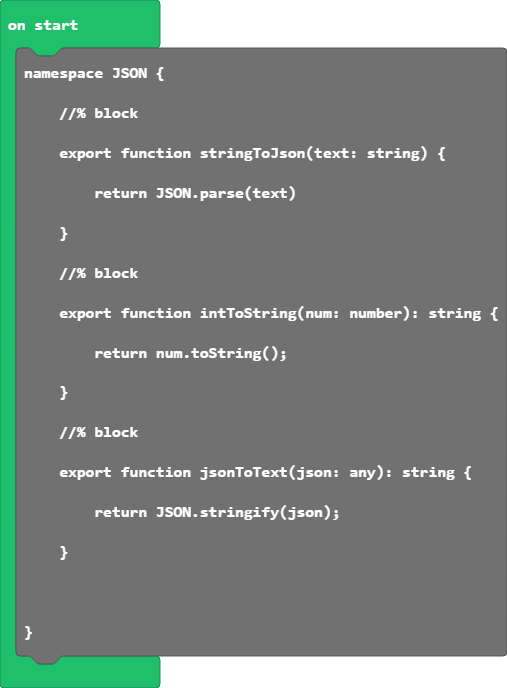 on start
namespace JSON {
//% block
export function stringToJson(text: string) {
return JSON.parse(text)
}
//% block
export function intToString(num: number): string {
return num.toString();
}
//% block
export function jsonToText(json: any): string {
return JSON.stringify(json);
}
}